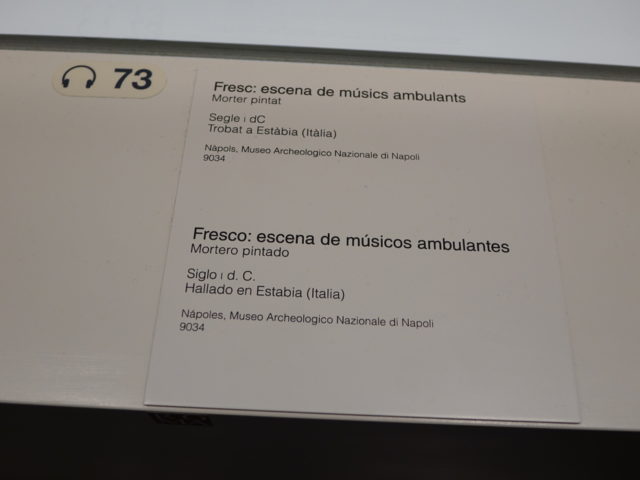 73
Fresc: escena de músics ambulants
Morter pintat
Segle I dC
Trobat a Estàbia (Itàlia)
Nàpols, Museo Archeologico Nazionale di Napoli
9034
Fresco: escena de músicos ambulantes
Mortero pintado
Siglo I d. C.
Hallado en Estabia (Italia)
Nápoles, Museo Archeologico Nazionale di Napoli
9034